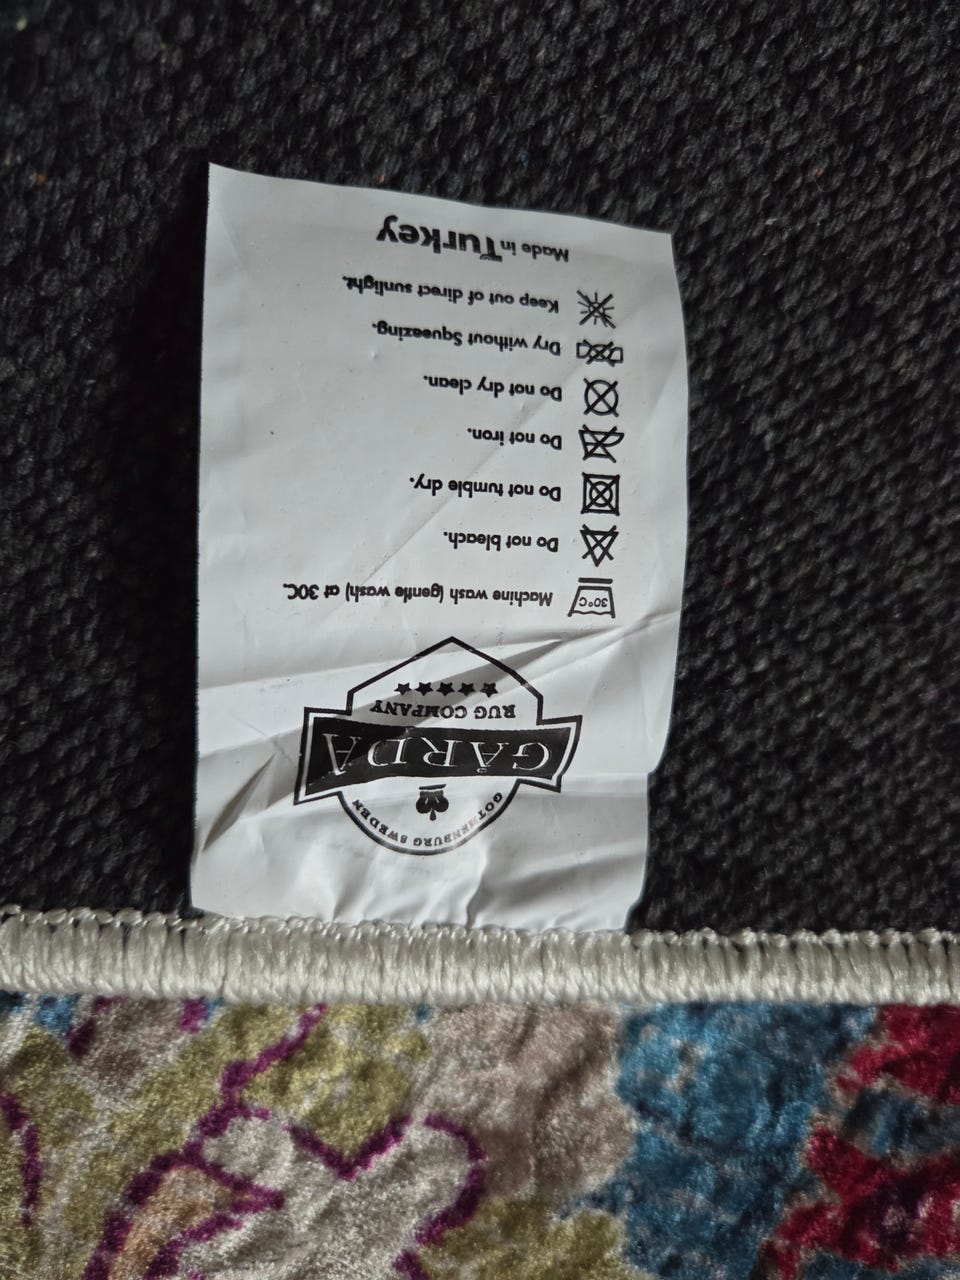 GOTHENBURG SWEDEN
GÅRDA
RUG COMPANY
30°C
Machine wash (gentle wash) at 30C.
Do not bleach.
Do not tumble dry.
Do not iron.
Do not dry clean.
Dry without Squeezing.
Keep out of direct sunlight.
Made in Turkey